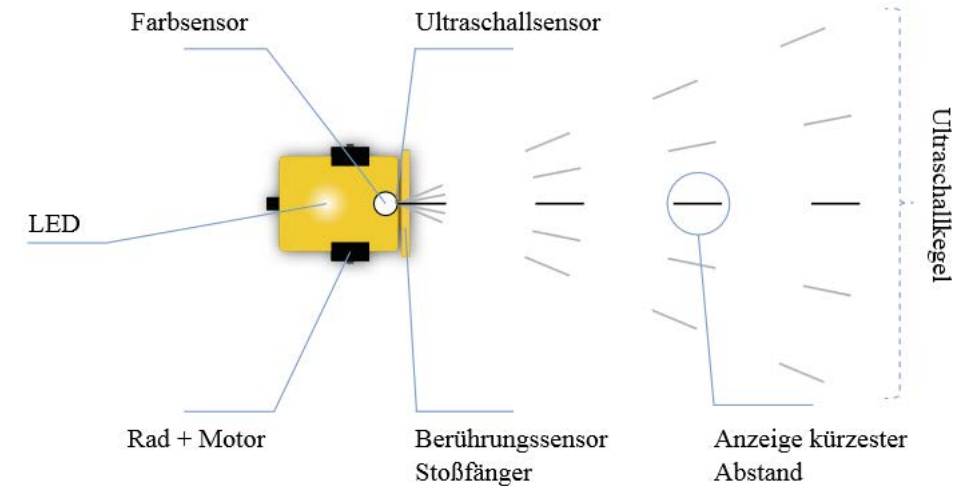 Farbsensor
Ultraschallsensor
Ultraschallkegel
LED
Rad + Motor
Berührungssensor
Stoßfänger
Anzeige kürzester
Abstand